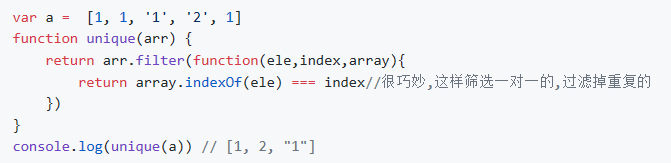 var a =  [1, 1, '1', '2', 1]
function unique(arr) {
    return arr.filter(function(ele,index,array){
        return array.indexOf(ele) === index//很巧妙,这样筛选一对一的,过滤掉重复的
    })
}
console.log(unique(a)) // [1, 2, "1"]